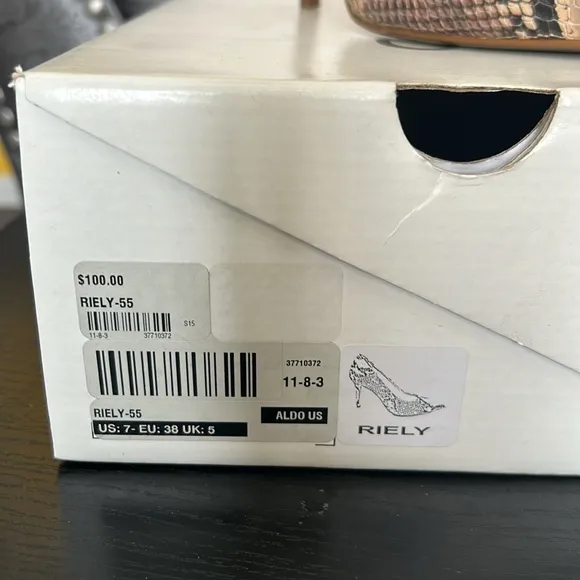 $100.00
RIELY-55
S15
11-8-3 37710372
37710372
11-8-3
RIELY-55
ALDO US
US: 7- EU: 38 UK: 5
RIELY